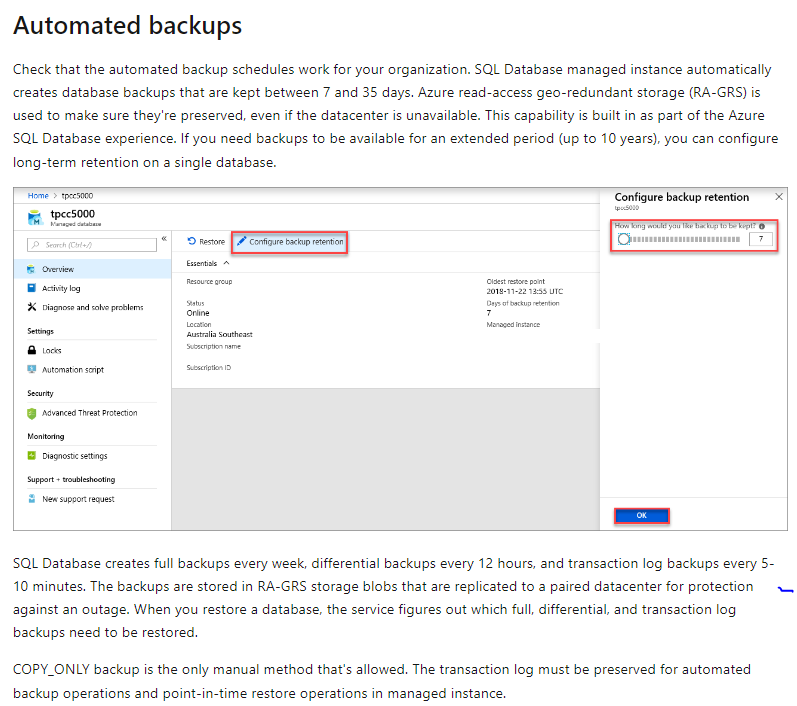 Automated backups
Check that the automated backup schedules work for your organization. SQL Database managed instance automatically
creates database backups that are kept between 7 and 35 days. Azure read-access geo-redundant storage (RA-GRS) is
used to make sure they're preserved, even if the datacenter is unavailable. This capability is built in as part of the Azure
SQL Database experience. If you need backups to be available for an extended period (up to 10 years), you can configure
long-term retention on a single database.
Home > tpcc5000
tpcc5000
Managed database
Search (Ctrl+/)
«
Overview
Activity log
Diagnose and solve problems
Settings
Locks
Automation script
Security
Advanced Threat Protection
Monitoring
Diagnostic settings
Support + troubleshooting
New support request
Restore
Configure backup retention
Essentials
Resource group
Status
Online
Location
Australia Southeast
Subscription name
Subscription ID
Oldest restore point
2018-11-22 13:55 UTC
Days of backup retention
7
Managed instance
Configure backup retention
tpcc5000
How long would you like backup to be kept?
7
OK
SQL Database creates full backups every week, differential backups every 12 hours, and transaction log backups every 5-
10 minutes. The backups are stored in RA-GRS storage blobs that are replicated to a paired datacenter for protection
against an outage. When you restore a database, the service figures out which full, differential, and transaction log
backups need to be restored.
COPY_ONLY backup is the only manual method that's allowed. The transaction log must be preserved for automated
backup operations and point-in-time restore operations in managed instance.